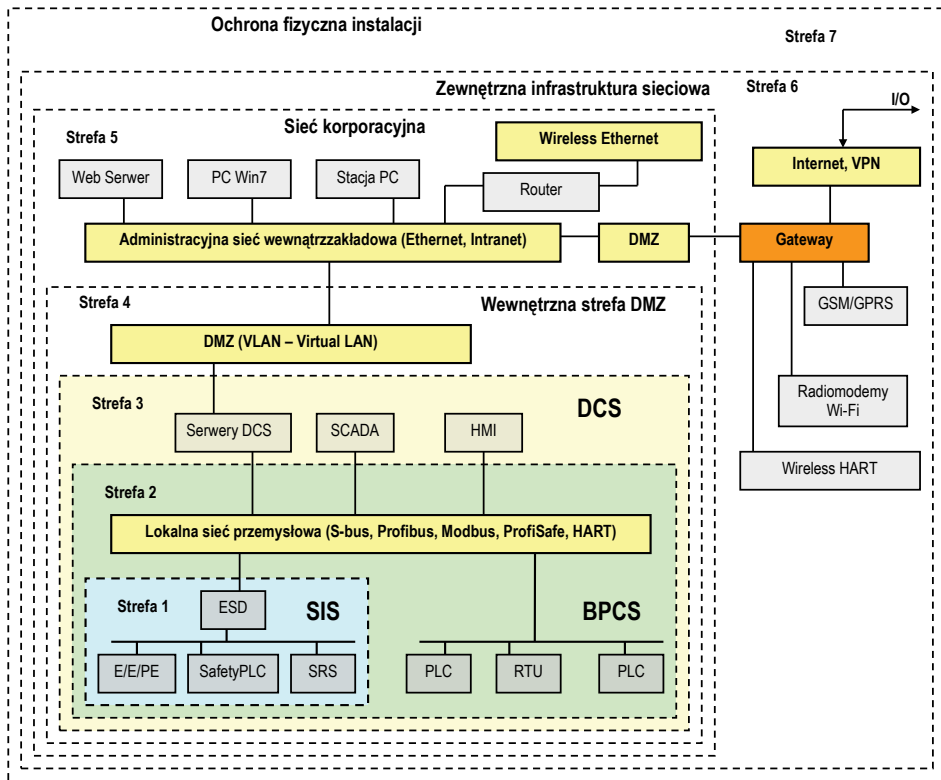 Ochrona fizyczna instalacji
Strefa 7
Zewnętrzna infrastruktura sieciowa
Strefa 6
I/O
Sieć korporacyjna
Strefa 5
Wireless Ethernet
Internet, VPN
Web Serwer
PC Win7
Stacja PC
Router
Administracyjna sieć wewnątrzzakładowa (Ethernet, Intranet)
DMZ
Gateway
Strefa 4
Wewnętrzna strefa DMZ
GSM/GPRS
DMZ (VLAN – Virtual LAN)
Strefa 3
DCS
Radiomodemy
Wi-Fi
Serwery DCS
SCADA
HMI
Wireless HART
Strefa 2
Lokalna sieć przemysłowa (S-bus, Profibus, Modbus, ProfiSafe, HART)
Strefa 1
ESD
SIS
BPCS
E/E/PE
SafetyPLC
SRS
PLC
RTU
PLC